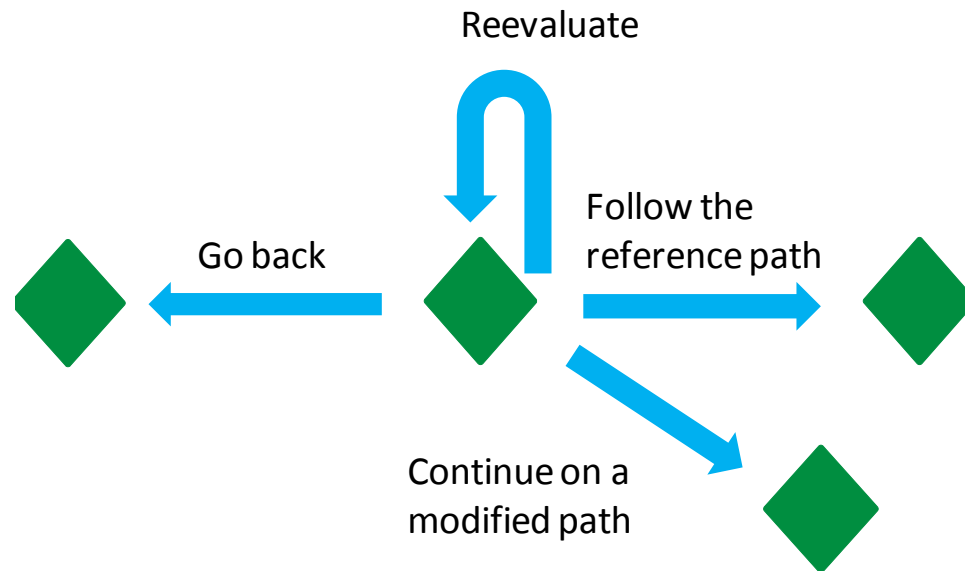 Reevaluate
Follow the
reference path
Go back
Continue on a
modified path